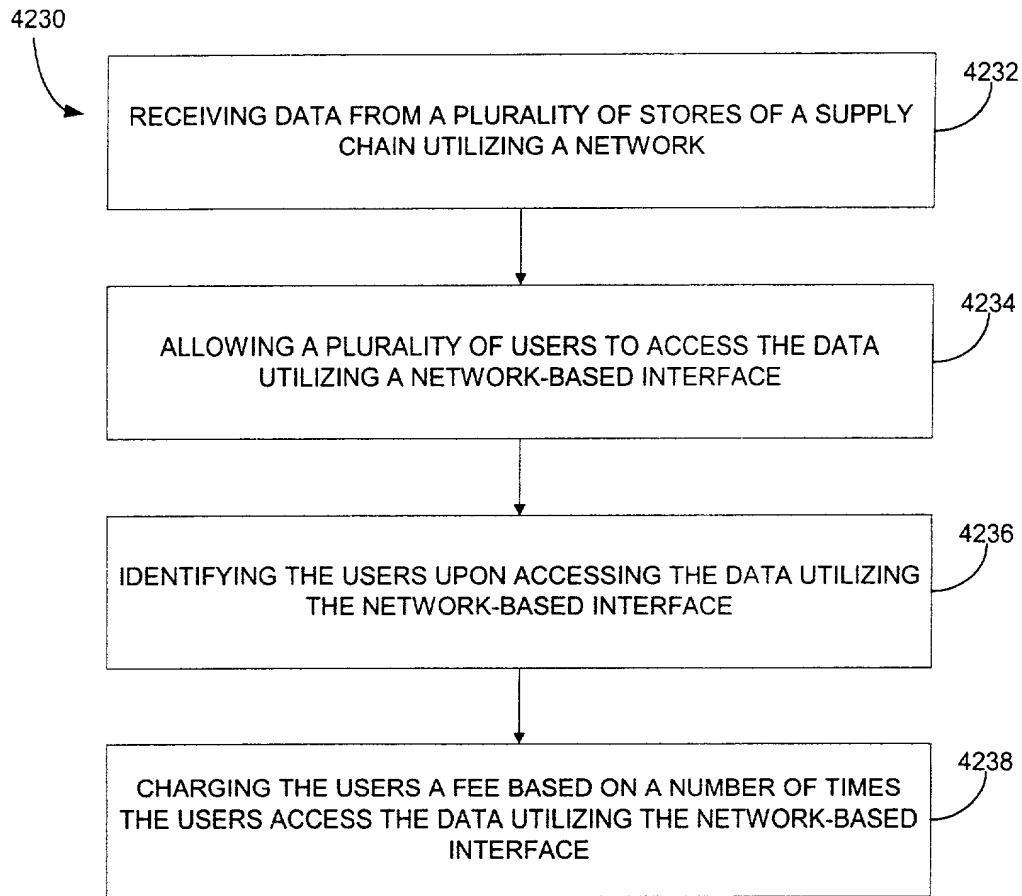 4230
4232
RECEIVING DATA FROM A PLURALITY OF STORES OF A SUPPLY
CHAIN UTILIZING A NETWORK
4234
ALLOWING A PLURALITY OF USERS TO ACCESS THE DATA
UTILIZING A NETWORK-BASED INTERFACE
4236
IDENTIFYING THE USERS UPON ACCESSING THE DATA UTILIZING
THE NETWORK-BASED INTERFACE
4238
CHARGING THE USERS A FEE BASED ON A NUMBER OF TIMES
THE USERS ACCESS THE DATA UTILIZING THE NETWORK-BASED
INTERFACE